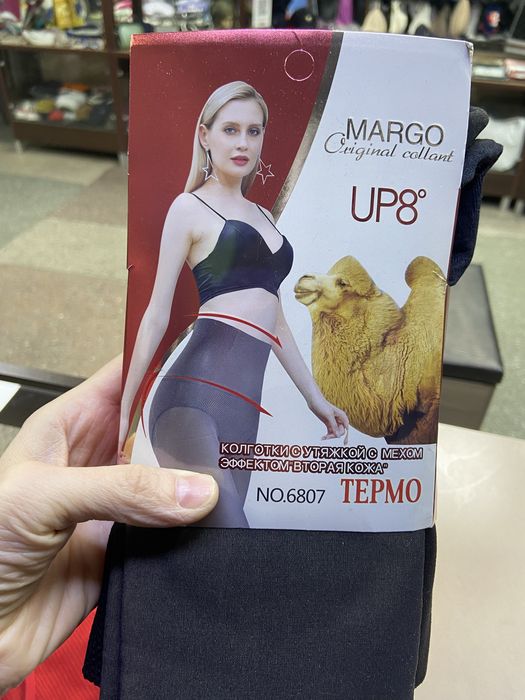 MARGO
Original collant
UP8°
КОЛГОТКИ С УТЯЖКОЙ С МЕХОМ
ЭФФЕКТОМ"ВТОРАЯ КОЖА"
NO.6807 ТЕРМО